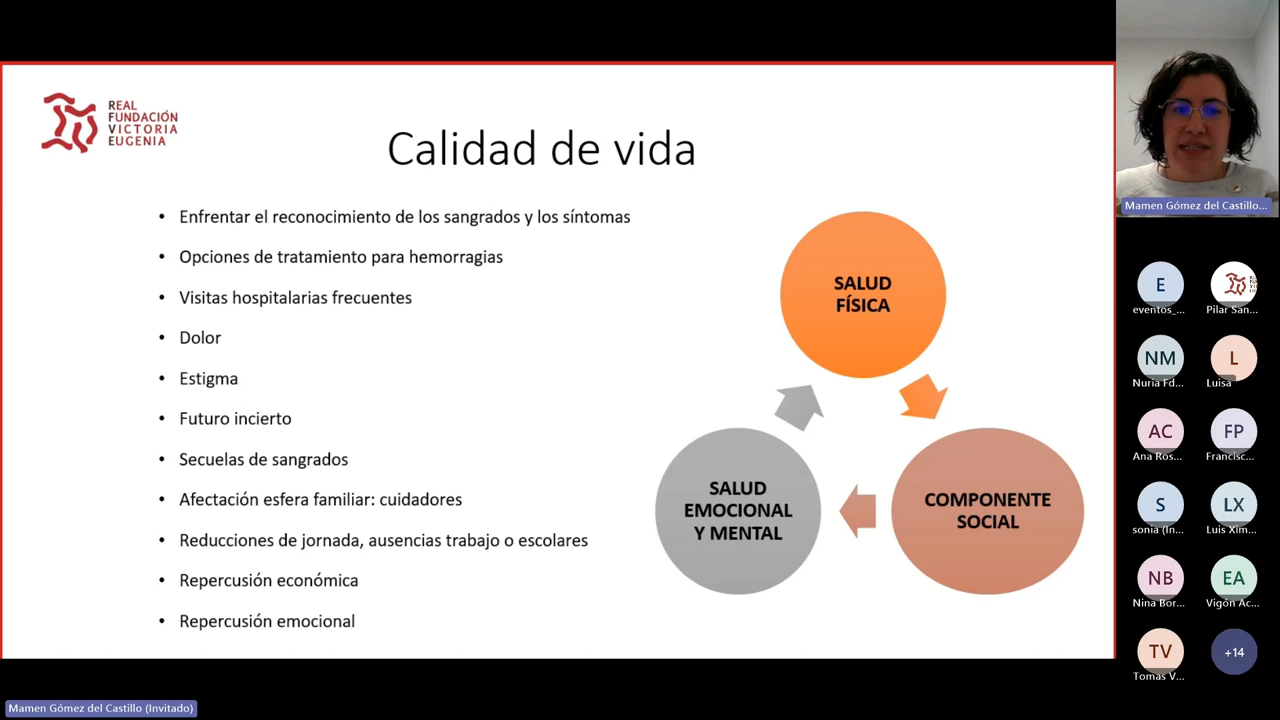 REAL
FUNDACIÓN
VICTORIA
EUGENIA
Calidad de vida
• Enfrentar el reconocimiento de los sangrados y los síntomas
• Opciones de tratamiento para hemorragias
• Visitas hospitalarias frecuentes
• Dolor
• Estigma
• Futuro incierto
• Secuelas de sangrados
• Afectación esfera familiar: cuidadores
• Reducciones de jornada, ausencias trabajo o escolares
• Repercusión económica
• Repercusión emocional
SALUD
FÍSICA
COMPONENTE
SOCIAL
SALUD
EMOCIONAL
Y MENTAL
Mamen Gómez del Castillo...
E
eventos_...
Pilar San...
NM
Nuria Fd...
L
Luisa
AC
Ana Ros...
FP
Francisc...
S
sonia (In...
LX
Luis Xím...
NB
Nina Bor...
EA
Vigón Ac...
TV
Tomas V...
+14
Mamen Gómez del Castillo (Invitado)